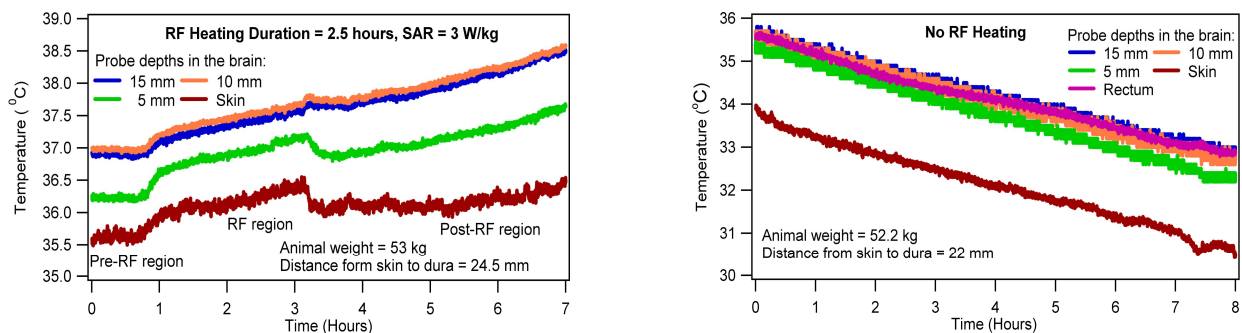 RF Heating Duration = 2.5 hours, SAR = 3 W/kg
Probe depths in the brain:
15 mm 10 mm
5 mm Skin
Temperature ( ⁰C)
39.0
38.5
38.0
37.5
37.0
36.5
36.0
35.5
35.0
RF region
Post-RF region
Pre-RF region
Animal weight = 53 kg
Distance form skin to dura = 24.5 mm
0 1 2 3 4 5 6 7
Time (Hours)
No RF Heating
Probe depths in the brain:
15 mm 10 mm
5 mm Skin
Rectum
Temperature (⁰C)
36
35
34
33
32
31
30
Animal weight = 52.2 kg
Distance from skin to dura = 22 mm
0 1 2 3 4 5 6 7 8
Time (Hours)